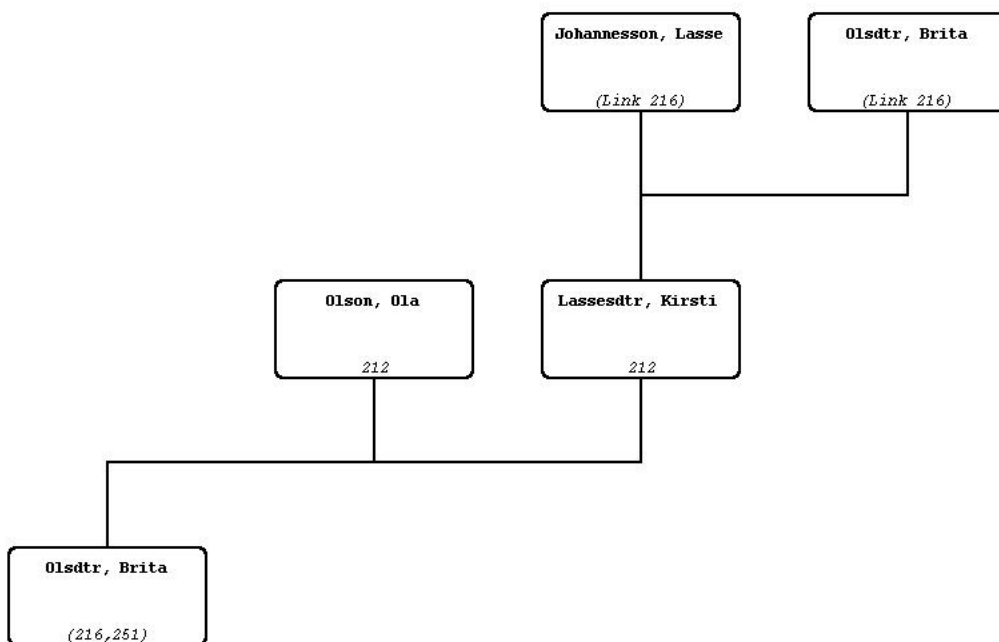 Johannesson, Lasse
(Link 216)
Olsdtr, Brita
(Link 216)
Olson, Ola
212
Lassesdtr, Kirsti
212
Olsdtr, Brita
(216,251)